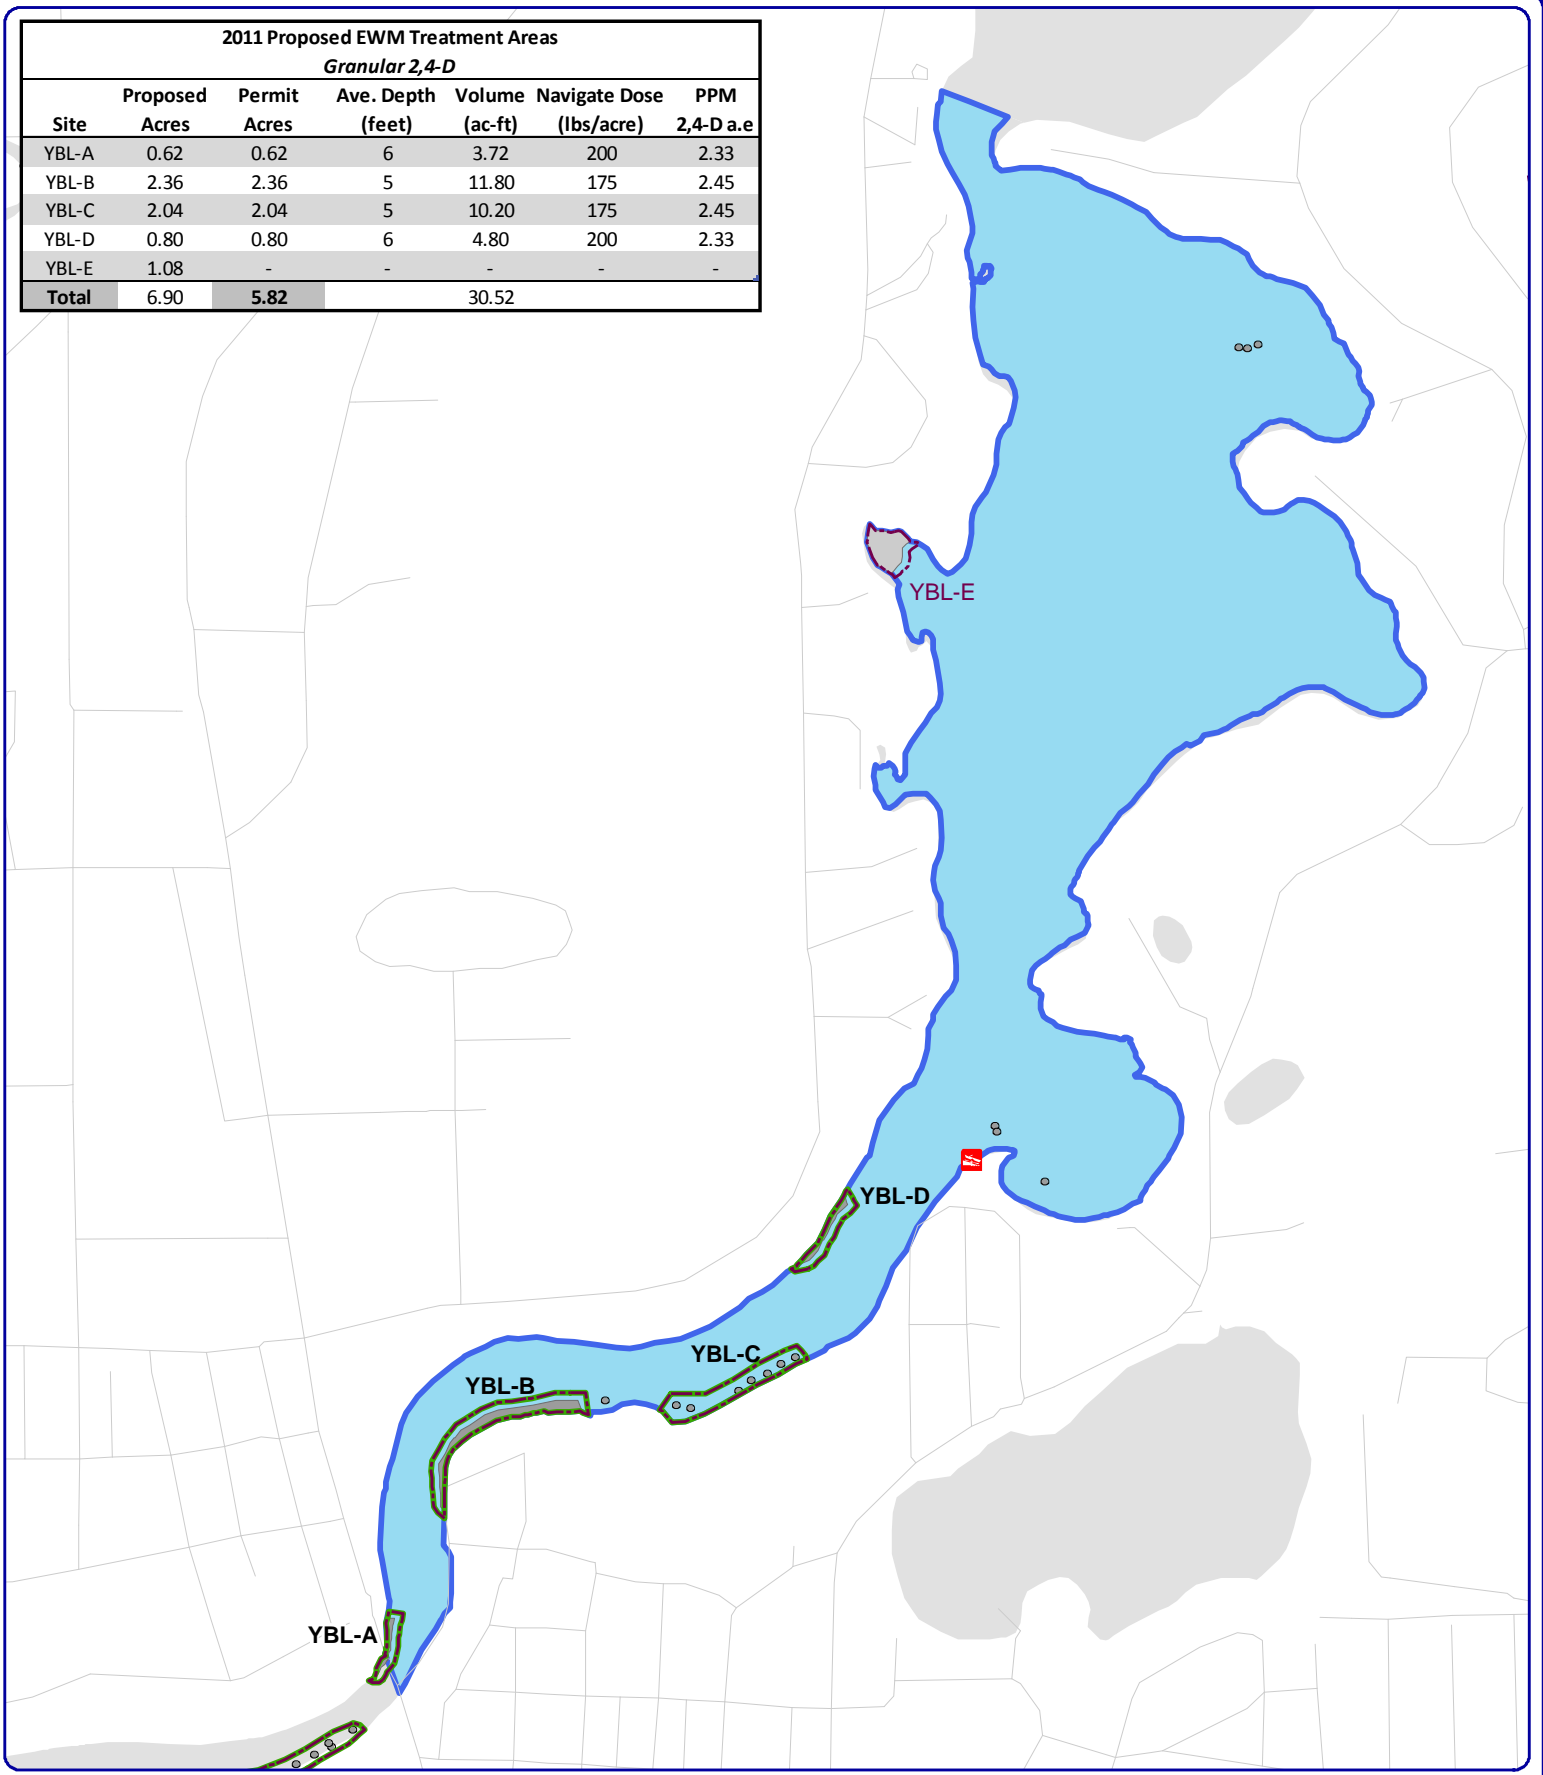 2011 Proposed EWM Treatment Areas
Granular 2,4-D
Proposed Permit Ave. Depth Volume Navigate Dose PPM
Site Acres Acres (feet) (ac-ft) (lbs/acre) 2,4-D a.e
YBL-A 0.62 0.62 6 3.72 200 2.33
YBL-B 2.36 2.36 5 11.80 175 2.45
YBL-C 2.04 2.04 5 10.20 175 2.45
YBL-D 0.80 0.80 6 4.80 200 2.33
YBL-E 1.08 - - - - -
Total 6.90 5.82 30.52
YBL-E
YBL-D
YBL-C
YBL-B
YBL-A